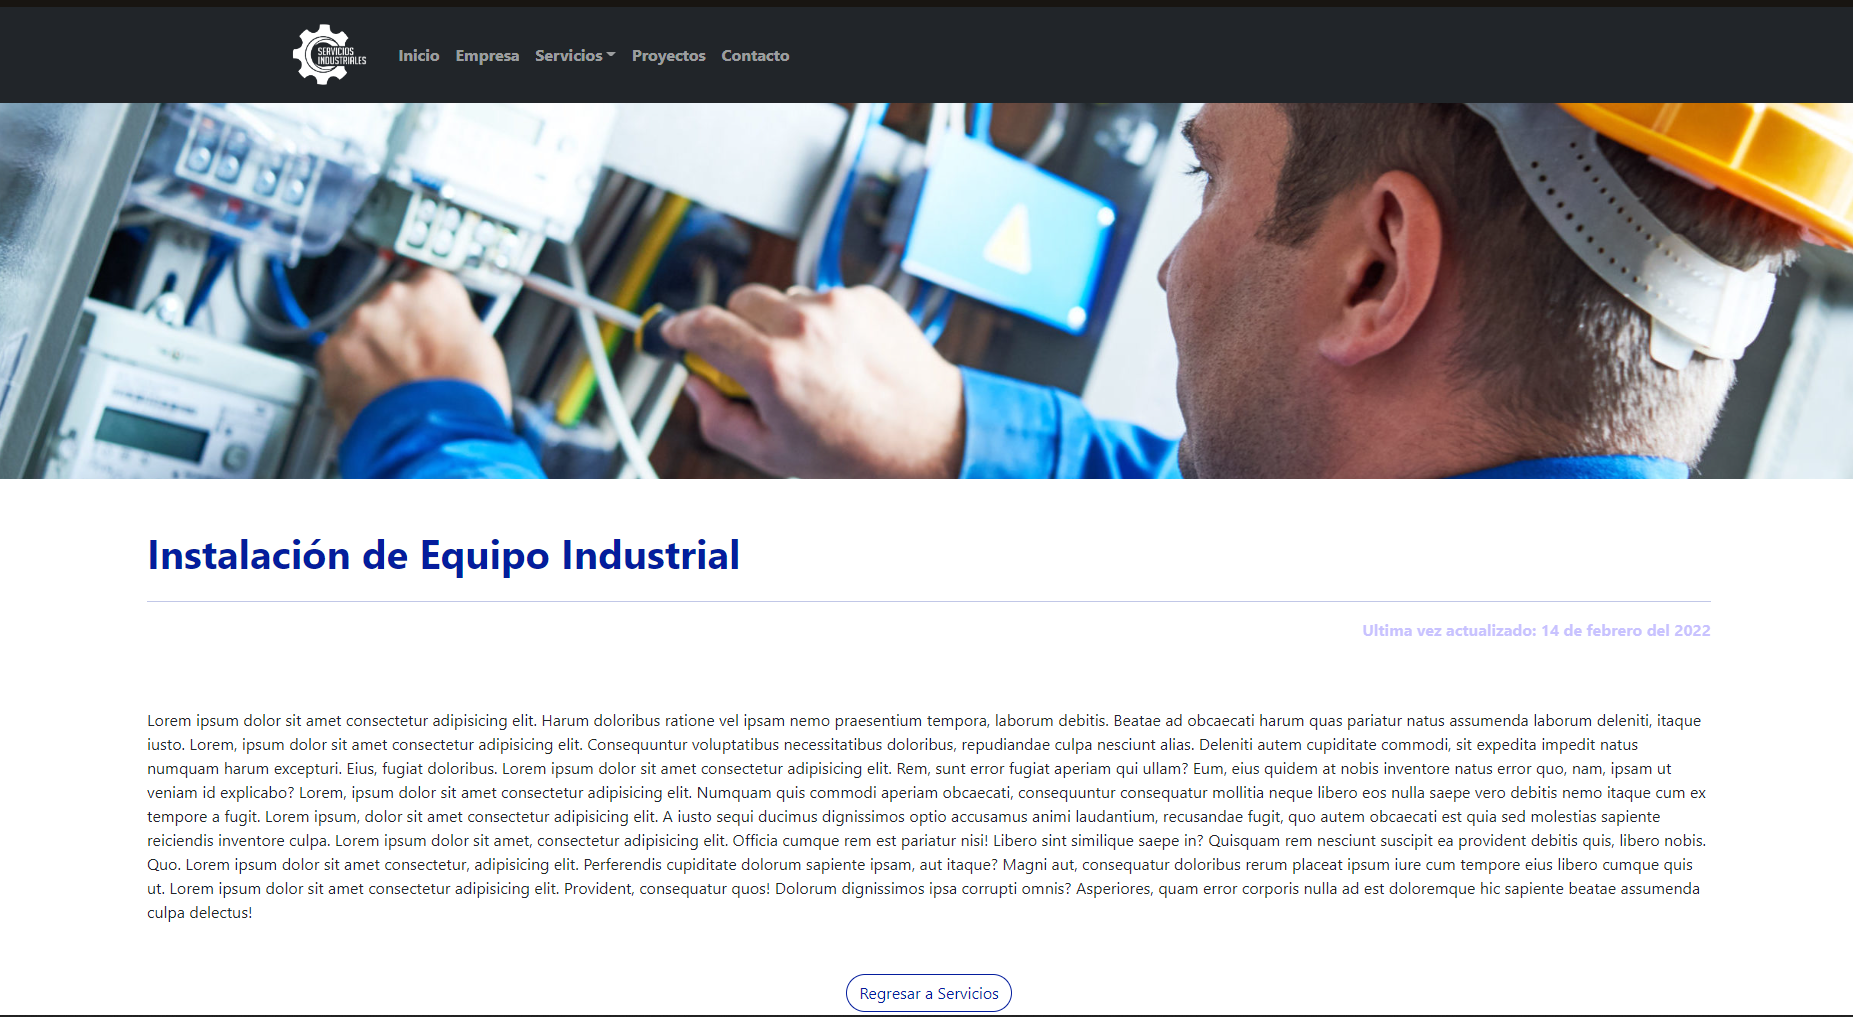 SERVICIOS
INDUSTRIALES
Inicio Empresa Servicios Proyectos Contacto
Instalación de Equipo Industrial
Ultima vez actualizado: 14 de febrero del 2022
Lorem ipsum dolor sit amet consectetur adipisicing elit. Harum doloribus ratione vel ipsam nemo praesentium tempora, laborum debitis. Beatae ad obcaecati harum quas pariatur natus assumenda laborum deleniti, itaque
iusto. Lorem, ipsum dolor sit amet consectetur adipisicing elit. Consequuntur voluptatibus necessitatibus doloribus, repudiandae culpa nesciunt alias. Deleniti autem cupiditate commodi, sit expedita impedit natus
numquam harum excepturi. Eius, fugiat doloribus. Lorem ipsum dolor sit amet consectetur adipisicing elit. Rem, sunt error fugiat aperiam qui ullam? Eum, eius quidem at nobis inventore natus error quo, nam, ipsam ut
veniam id explicabo? Lorem, ipsum dolor sit amet consectetur adipisicing elit. Numquam quis commodi aperiam obcaecati, consequuntur consequatur mollitia neque libero eos nulla saepe vero debitis nemo itaque cum ex
tempore a fugit. Lorem ipsum, dolor sit amet consectetur adipisicing elit. A iusto sequi ducimus dignissimos optio accusamus animi laudantium, recusandae fugit, quo autem obcaecati est quia sed molestias sapiente
reiciendis inventore culpa. Lorem ipsum dolor sit amet, consectetur adipisicing elit. Officia cumque rem est pariatur nisi! Libero sint similique saepe in? Quisquam rem nesciunt suscipit ea provident debitis quis, libero nobis.
Quo. Lorem ipsum dolor sit amet consectetur, adipisicing elit. Perferendis cupiditate dolorum sapiente ipsam, aut itaque? Magni aut, consequatur doloribus rerum placeat ipsum iure cum tempore eius libero cumque quis
ut. Lorem ipsum dolor sit amet consectetur adipisicing elit. Provident, consequatur quos! Dolorum dignissimos ipsa corrupti omnis? Asperiores, quam error corporis nulla ad est doloremque hic sapiente beatae assumenda
culpa delectus!
Regresar a Servicios